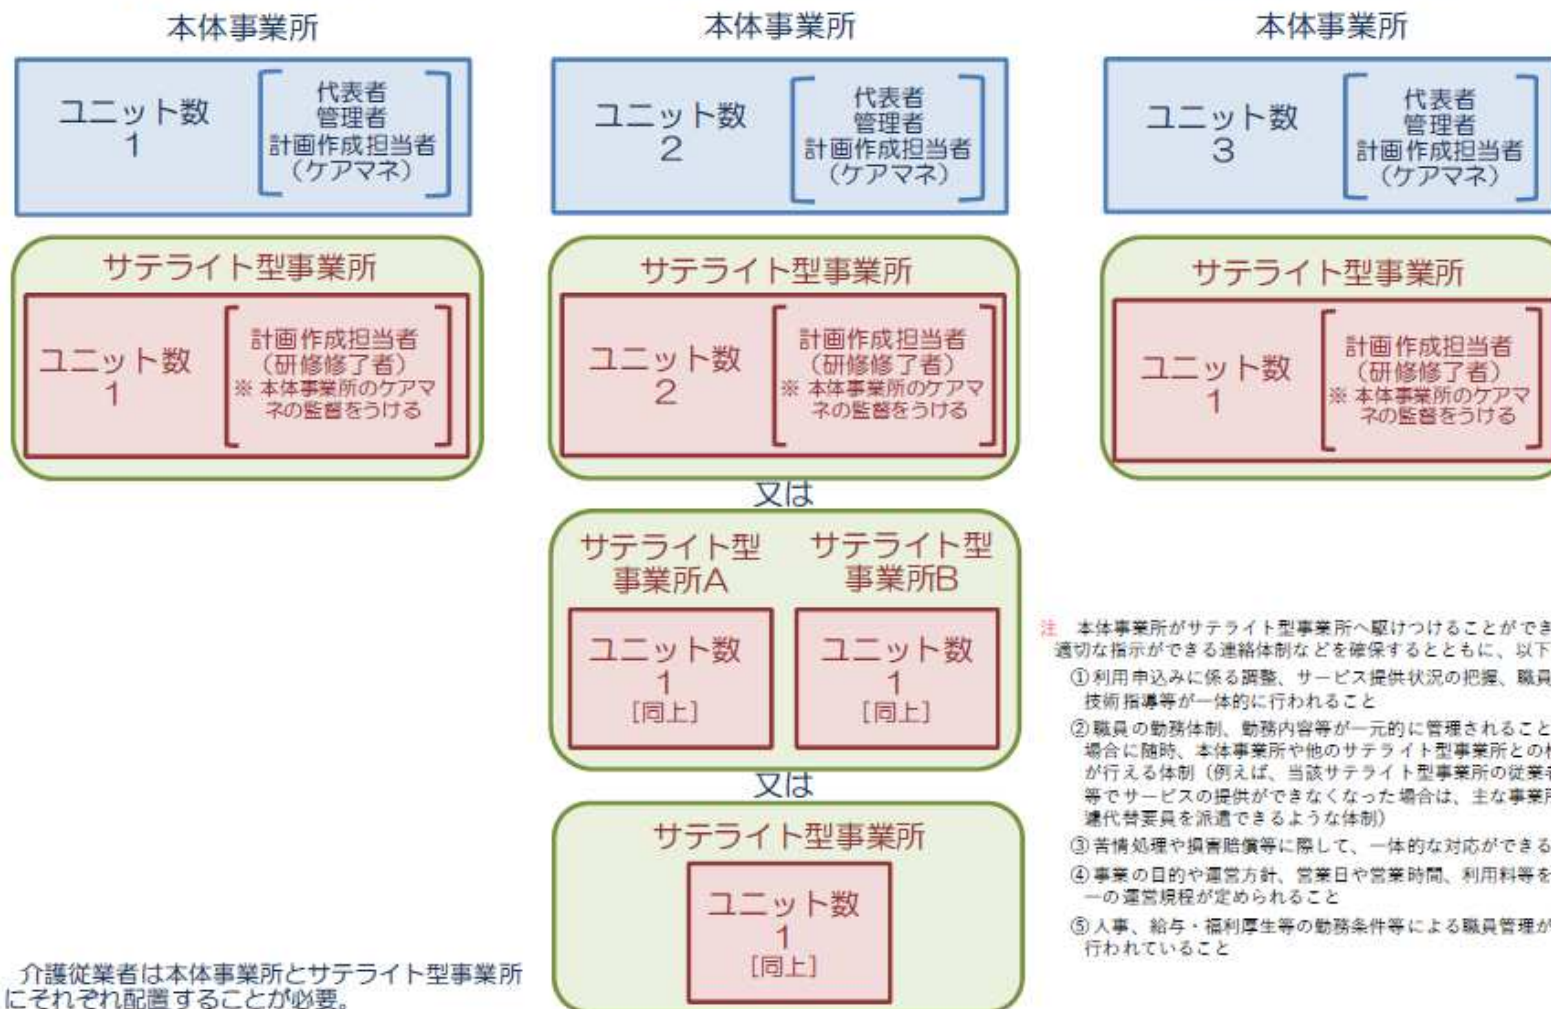 本体事業所
ユニット数
1
代表者
管理者
計画作成担当者
(ケアマネ)
サテライト型事業所
ユニット数
1
計画作成担当者
(研修修了者)
※ 本体事業所のケアマ
ネの監督をうける
本体事業所
ユニット数
2
代表者
管理者
計画作成担当者
(ケアマネ)
サテライト型事業所
ユニット数
2
計画作成担当者
(研修修了者)
※ 本体事業所のケアマ
ネの監督をうける
又は
サテライト型
事業所A
ユニット数
1
[同上]
サテライト型
事業所B
ユニット数
1
[同上]
又は
サテライト型事業所
ユニット数
1
[同上]
本体事業所
ユニット数
3
代表者
管理者
計画作成担当者
(ケアマネ)
サテライト型事業所
ユニット数
1
計画作成担当者
(研修修了者)
※ 本体事業所のケアマ
ネの監督をうける
注 本体事業所がサテライト型事業所へ駆けつけることができ
適切な指示ができる連絡体制などを確保するとともに、以下
①利用申込みに係る調整、サービス提供状況の把握、職員
技術指導等が一体的に行われること
②職員の勤務体制、勤務内容等が一元的に管理されること
場合に随時、本体事業所や他のサテライト型事業所との
が行える体制(例えば、当該サテライト型事業所の従業者
等でサービスの提供ができなくなった場合は、主な事業所
遽代替要員を派遣できるような体制)
③苦情処理や損害賠償等に際して、一体的な対応ができる
④事業の目的や運営方針、営業日や営業時間、利用料等を
一の運営規程が定められること
⑤人事、給与・福利厚生等の勤務条件等による職員管理が
行われていること
介護従業者は本体事業所とサテライト型事業所
にそれぞれ配置することが必要。